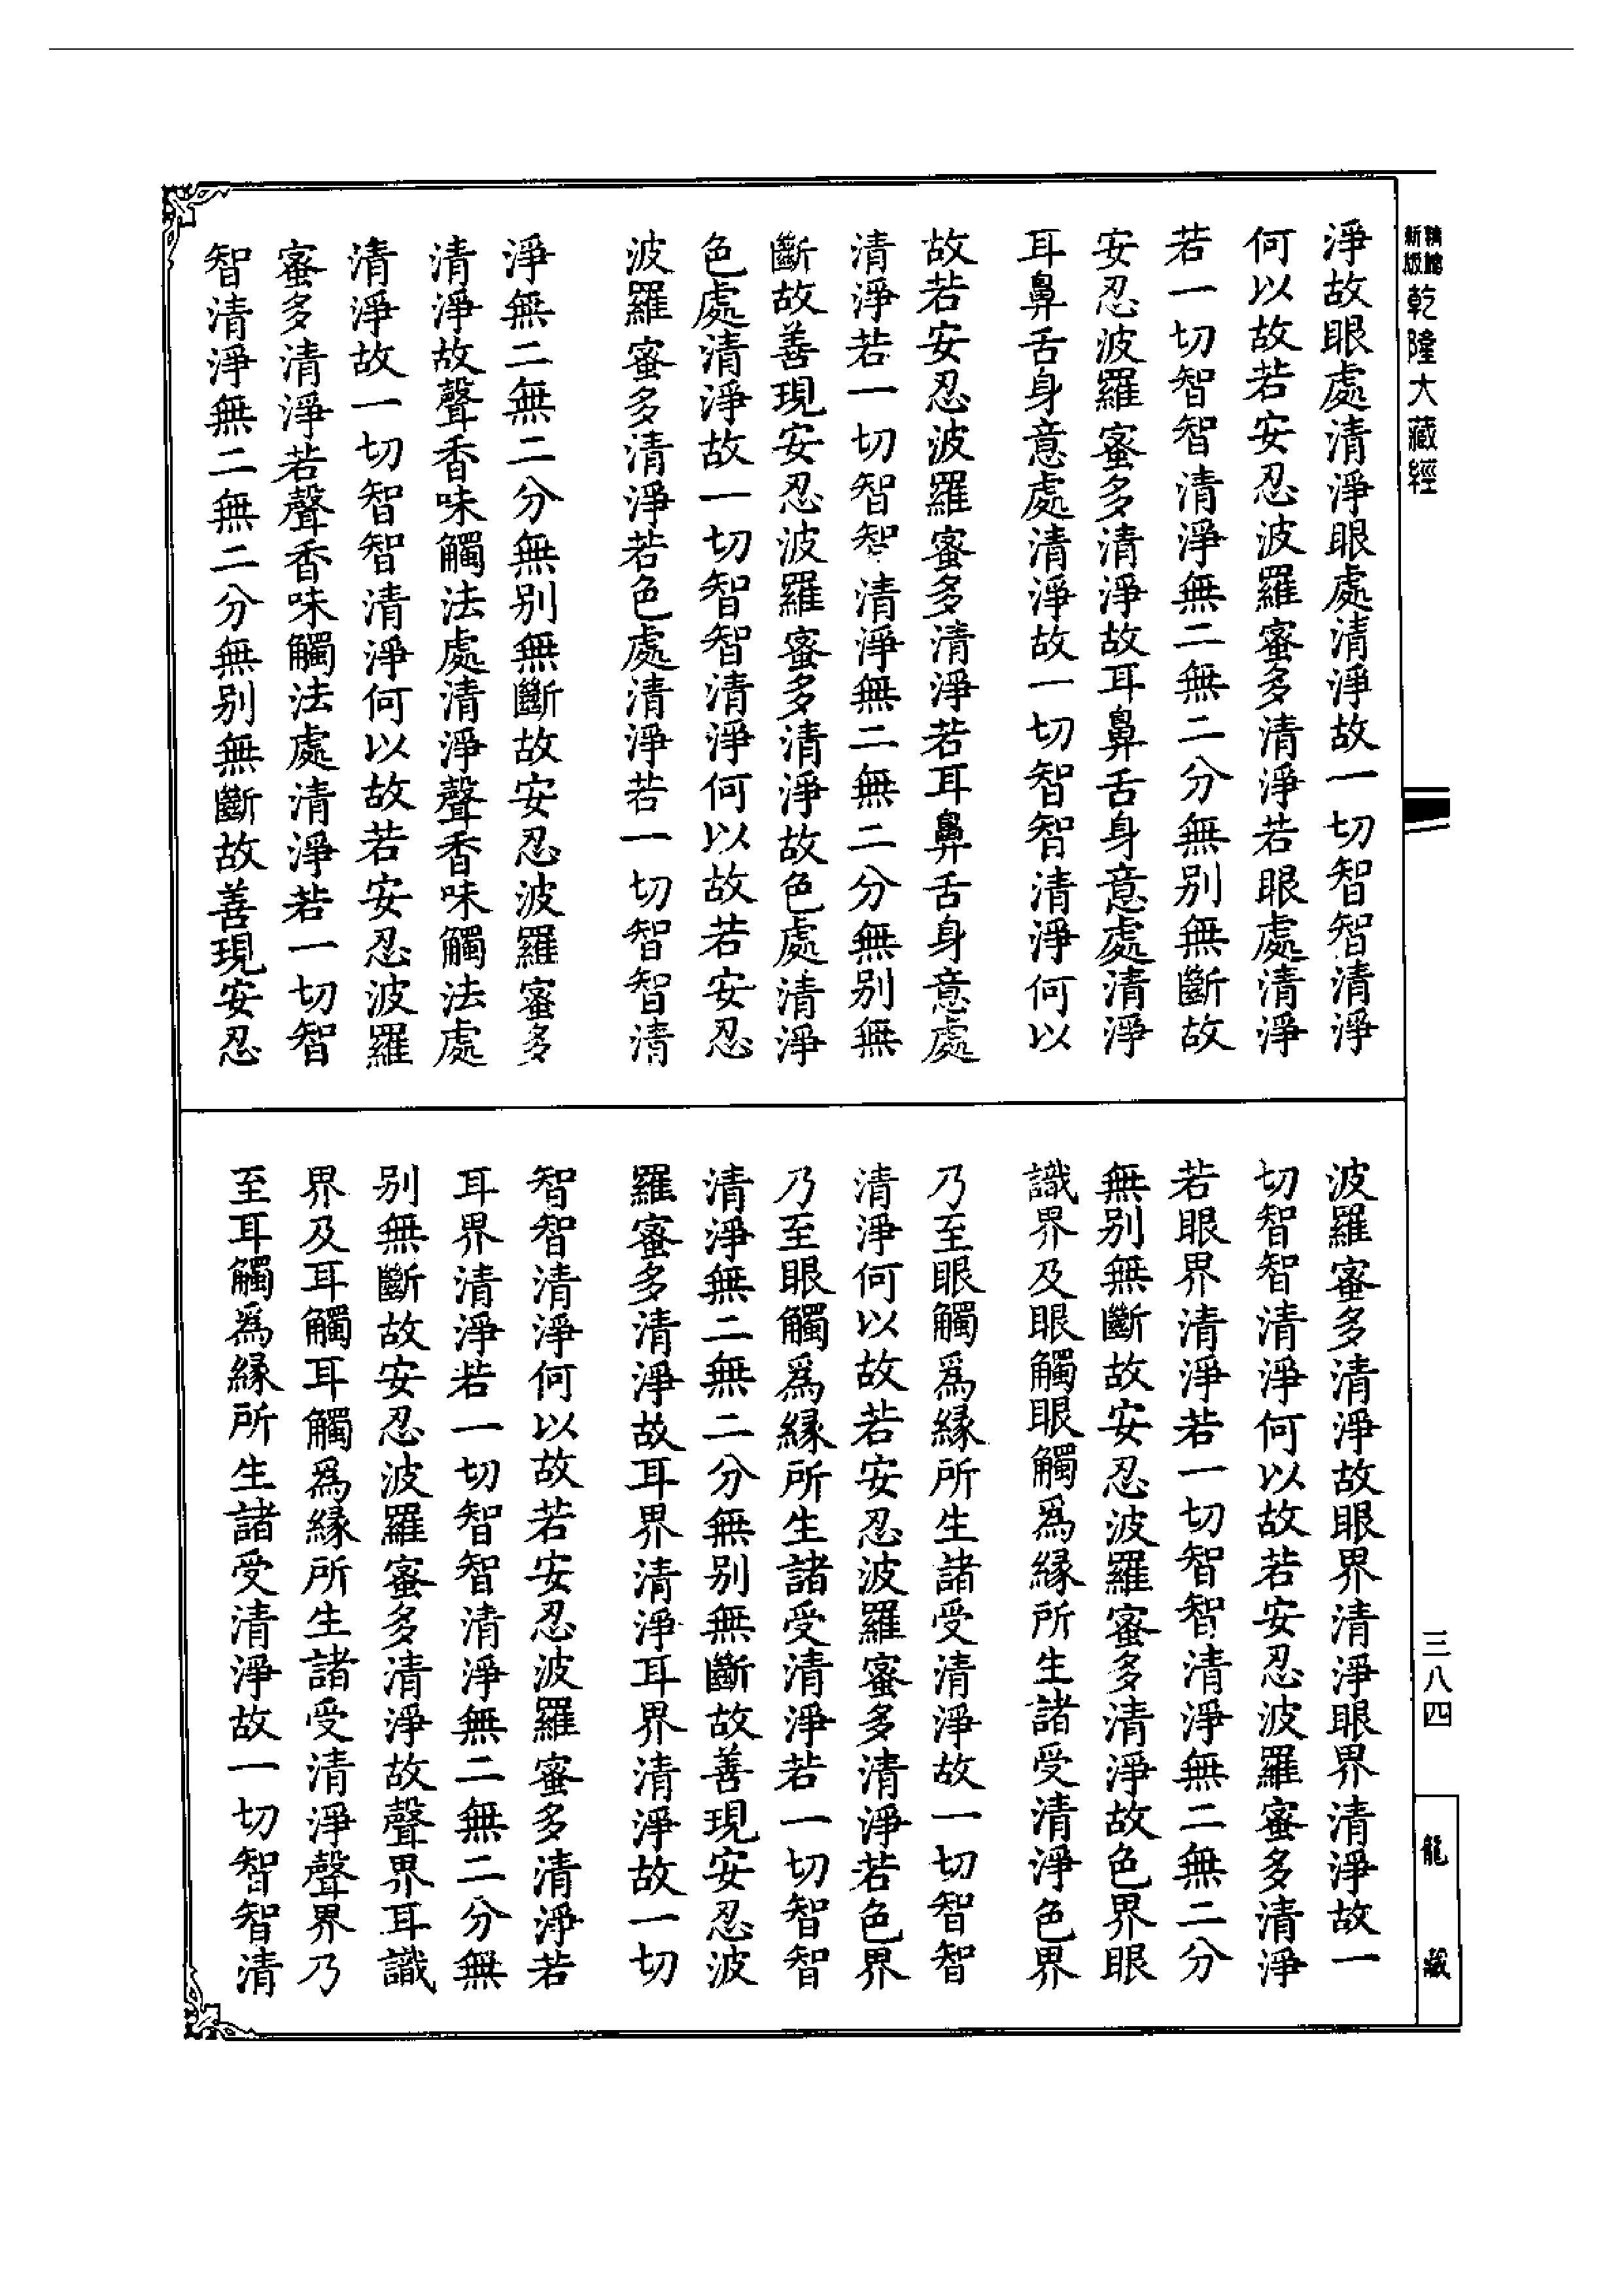 新版
精縮
乾隆大藏經
淨故眼處清淨眼處清淨故一切智智清淨
何以故若安忍波羅蜜多清淨若眼處清淨
若一切智智清淨無二無二分無別無斷故
安忍波羅蜜多清淨故耳鼻舌身意處清淨
耳鼻舌身意處清淨故一切智智清淨何以
故若安忍波羅蜜多清淨若耳鼻舌身意處
清淨若一切智智清淨無二無二分無別無
斷故善現安忍波羅蜜多清淨故色處清淨
色處清淨故一切智智清淨何以故若安忍
波羅蜜多清淨若色處清淨若一切智智清
淨無二無二分無別無斷故安忍波羅蜜多
清淨故聲香味觸法處清淨聲香味觸法處
清淨故一切智智清淨何以故若安忍波羅
蜜多清淨若聲香味觸法處清淨若一切智
智清淨無二無二分無別無斷故善現安忍
波羅蜜多清淨故眼界清淨眼界清淨故一
切智智清淨何以故若安忍波羅蜜多清淨
若眼界清淨若一切智智清淨無二無二分
無別無斷故安忍波羅蜜多清淨故色界眼
識界及眼觸眼觸為緣所生諸受清淨色界
乃至眼觸為緣所生諸受清淨故一切智智
清淨何以故若安忍波羅蜜多清淨若色界
乃至眼觸為緣所生諸受清淨若一切智智
清淨無二無二分無別無斷故善現安忍波
羅蜜多清淨故耳界清淨耳界清淨故一切
智智清淨何以故若安忍波羅蜜多清淨若
耳界清淨若一切智智清淨無二無二分無
別無斷故安忍波羅蜜多清淨故聲界耳識
界及耳觸耳觸為緣所生諸受清淨聲界乃
至耳觸為緣所生諸受清淨故一切智智清
三八四
龍藏